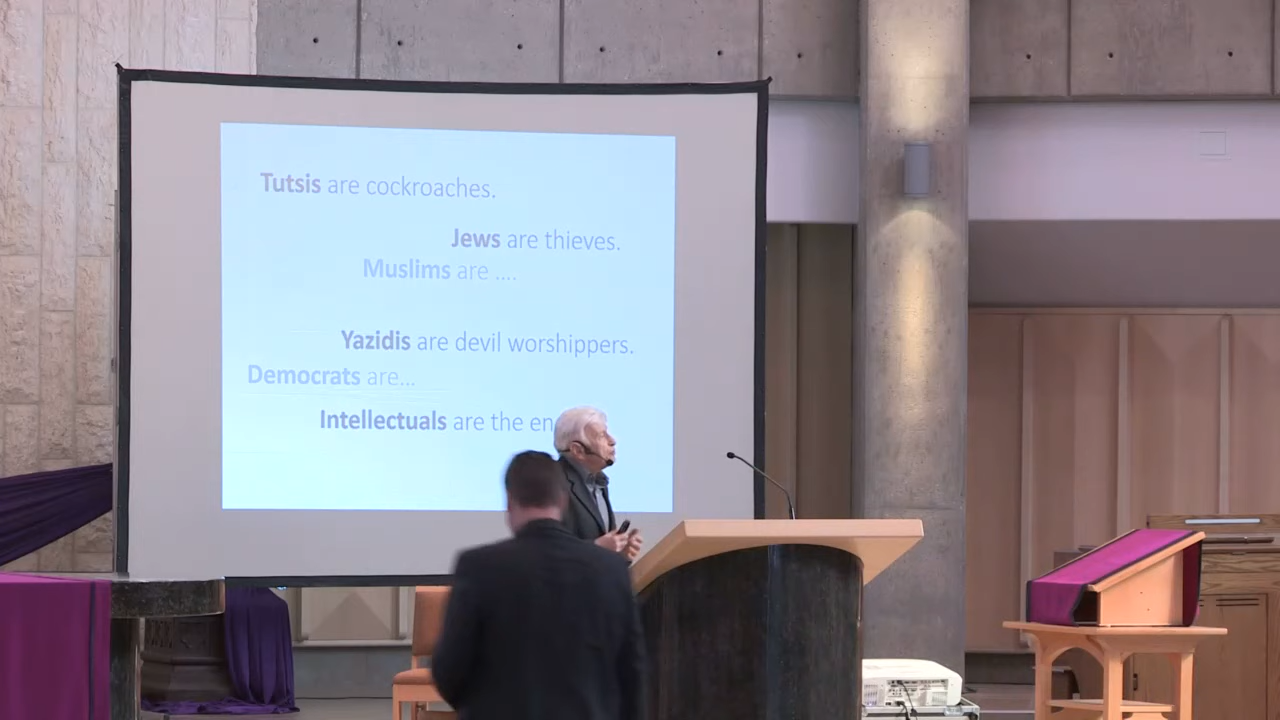 Tutsis are cockroaches.
Jews are thieves.
Muslims are ....
Yazidis are devil worshippers.
Democrats are...
Intellectuals are the